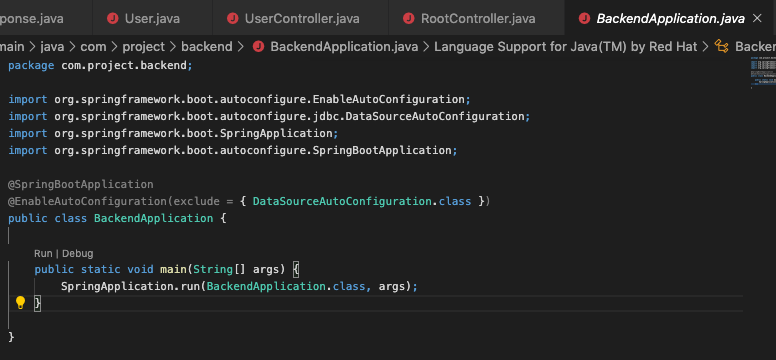 ponse.java User.java UserController.java RootController.java BackendApplication.java ×
main > java > com > project > backend > BackendApplication.java > Language Support for Java(TM) by Red Hat > Backen
package com.project.backend;
import org.springframework.boot.autoconfigure.EnableAutoConfiguration;
import org.springframework.boot.autoconfigure.jdbc.DataSourceAutoConfiguration;
import org.springframework.boot.SpringApplication;
import org.springframework.boot.autoconfigure.SpringBootApplication;
@SpringBootApplication
@EnableAutoConfiguration(exclude = { DataSourceAutoConfiguration.class })
public class BackendApplication {
Run | Debug
public static void main(String[] args) {
SpringApplication.run(BackendApplication.class, args);
}
}